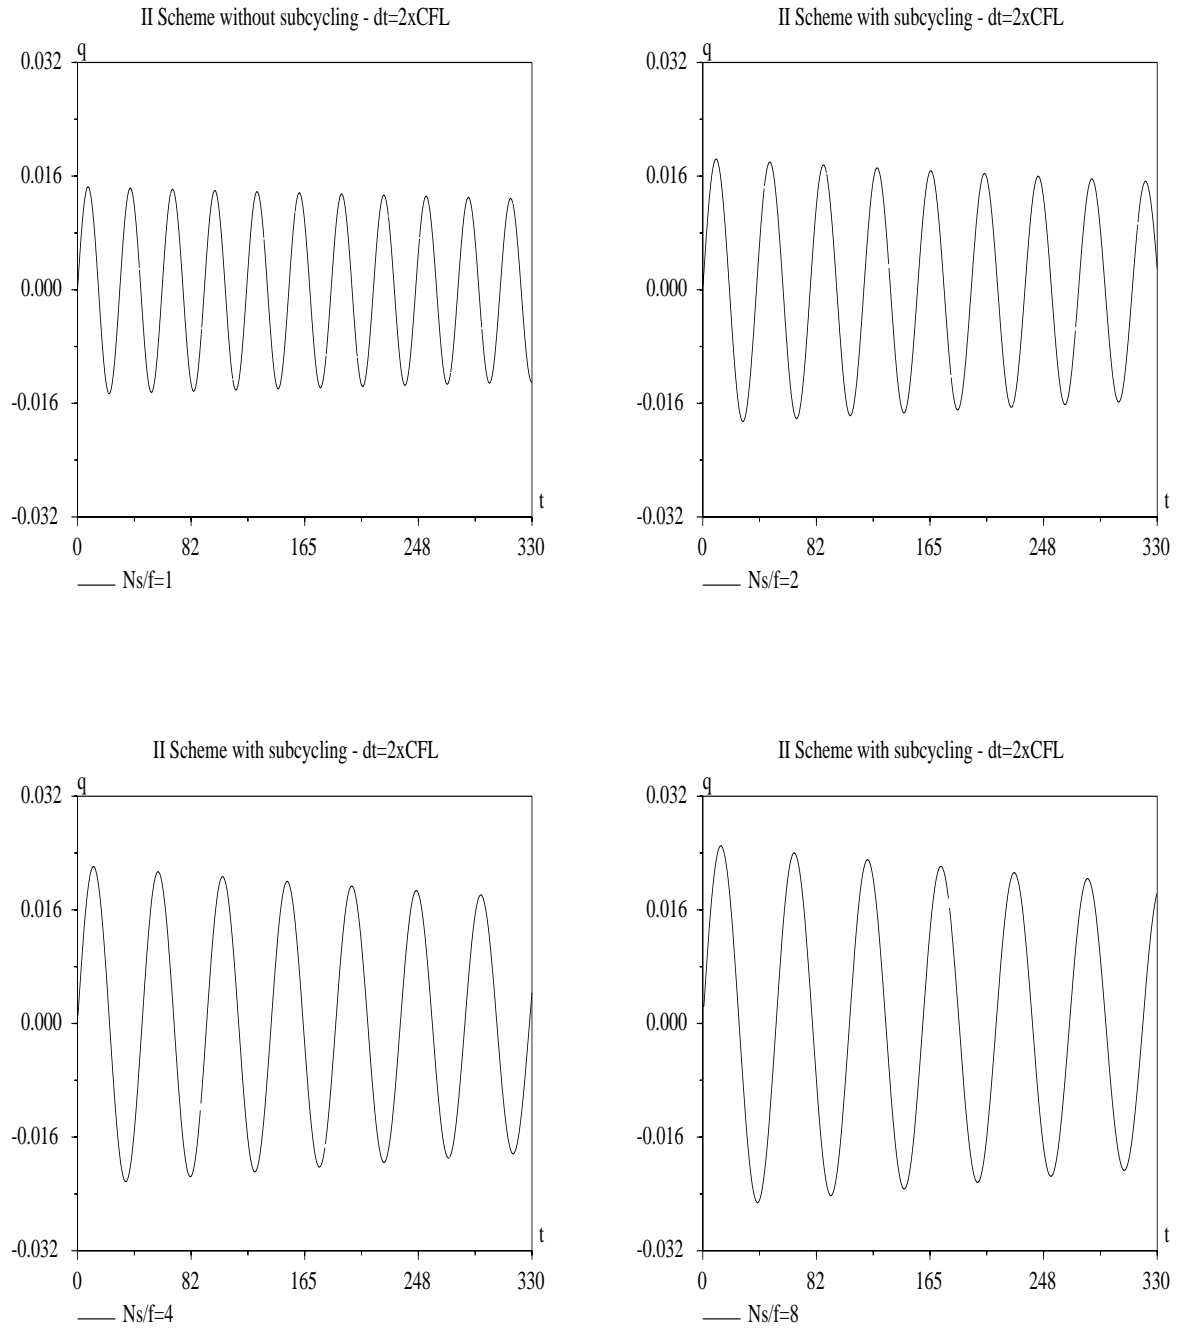 II Scheme without subcycling - dt=2xCFL
q
0.032
0.016
0.000
-0.016
-0.032
t
0 82 165 248 330
Ns/f=1
II Scheme with subcycling - dt=2xCFL
q
0.032
0.016
0.000
-0.016
-0.032
t
0 82 165 248 330
Ns/f=2
II Scheme with subcycling - dt=2xCFL
q
0.032
0.016
0.000
-0.016
-0.032
t
0 82 165 248 330
Ns/f=4
II Scheme with subcycling - dt=2xCFL
q
0.032
0.016
0.000
-0.016
-0.032
t
0 82 165 248 330
Ns/f=8